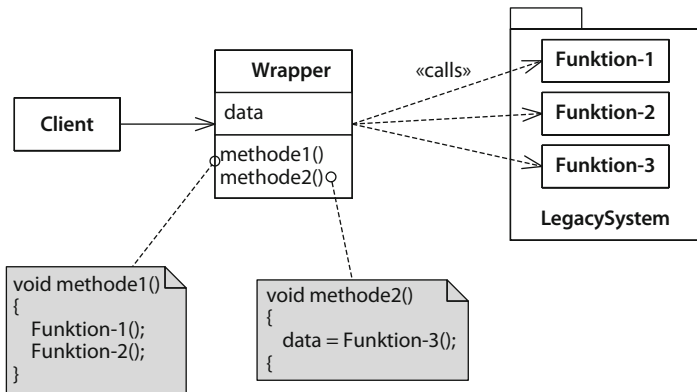 Client
Wrapper
data
methode1()
methode2()
«calls»
Funktion-1
Funktion-2
Funktion-3
LegacySystem
void methode1()
{
Funktion-1();
Funktion-2();
}
void methode2()
{
data = Funktion-3();
{